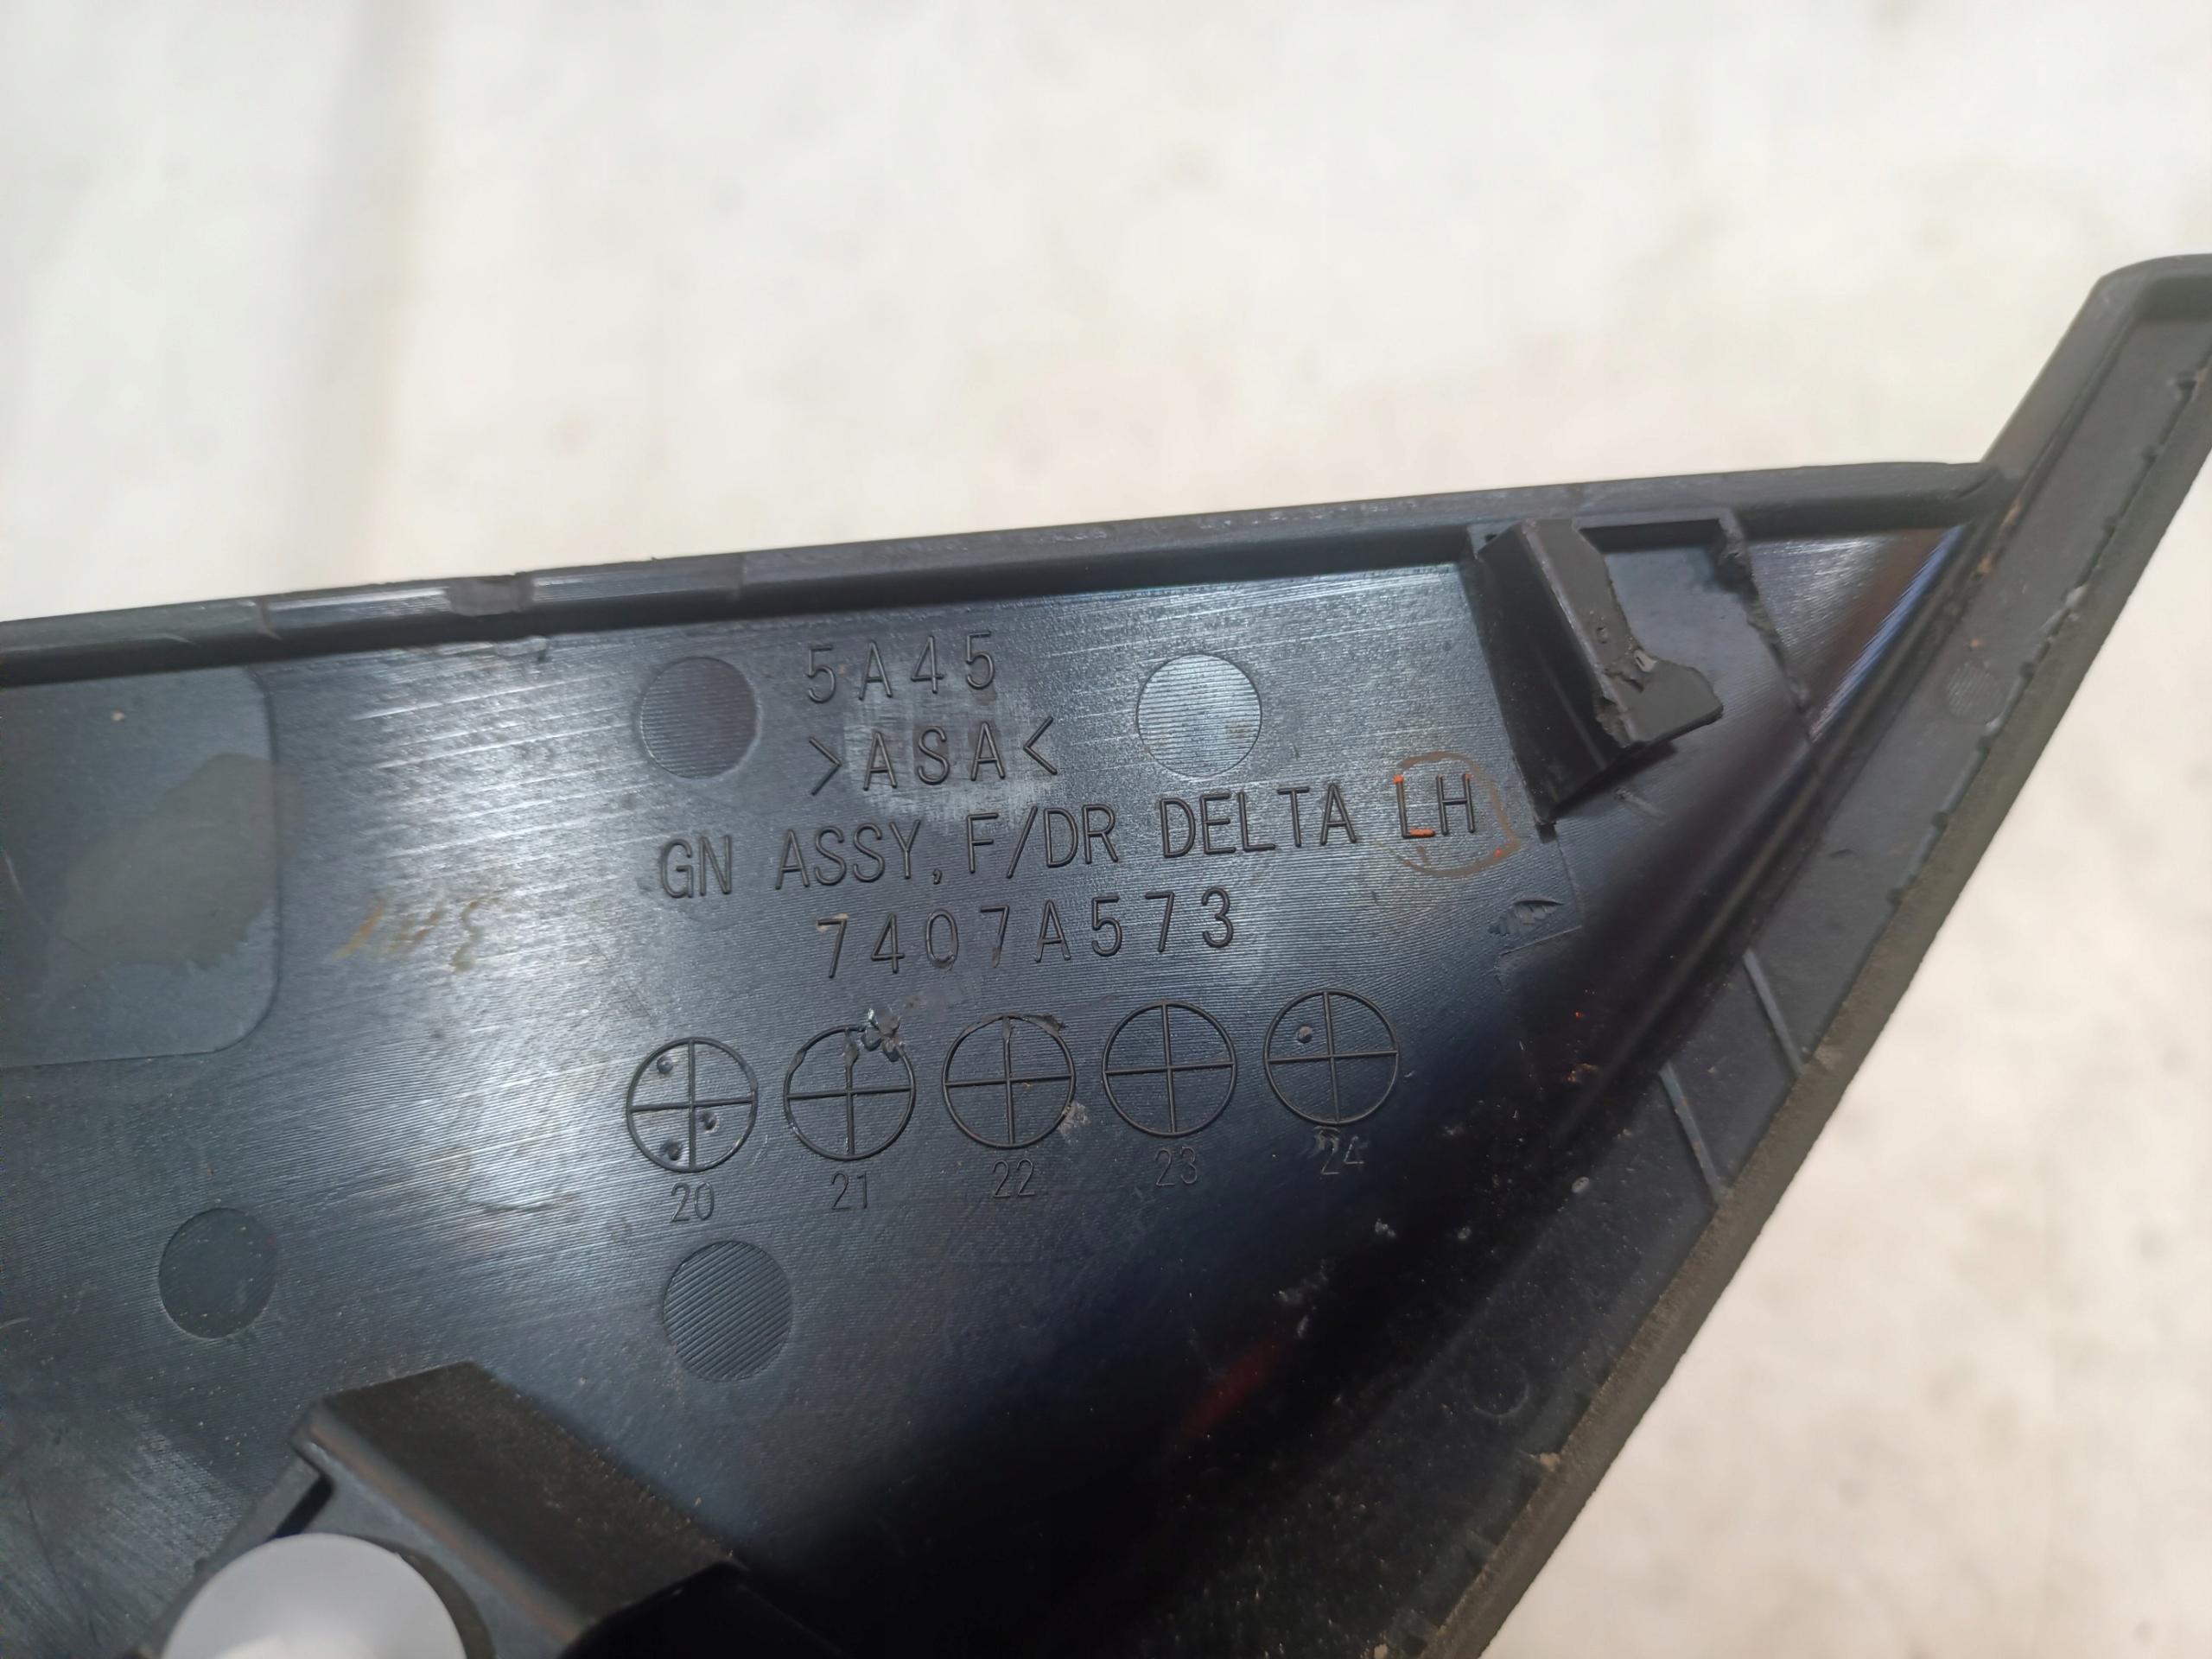 5A45
>ASA<
GN ASSY, F/DR DELTA LH
7407A573
20 21 22 23 24